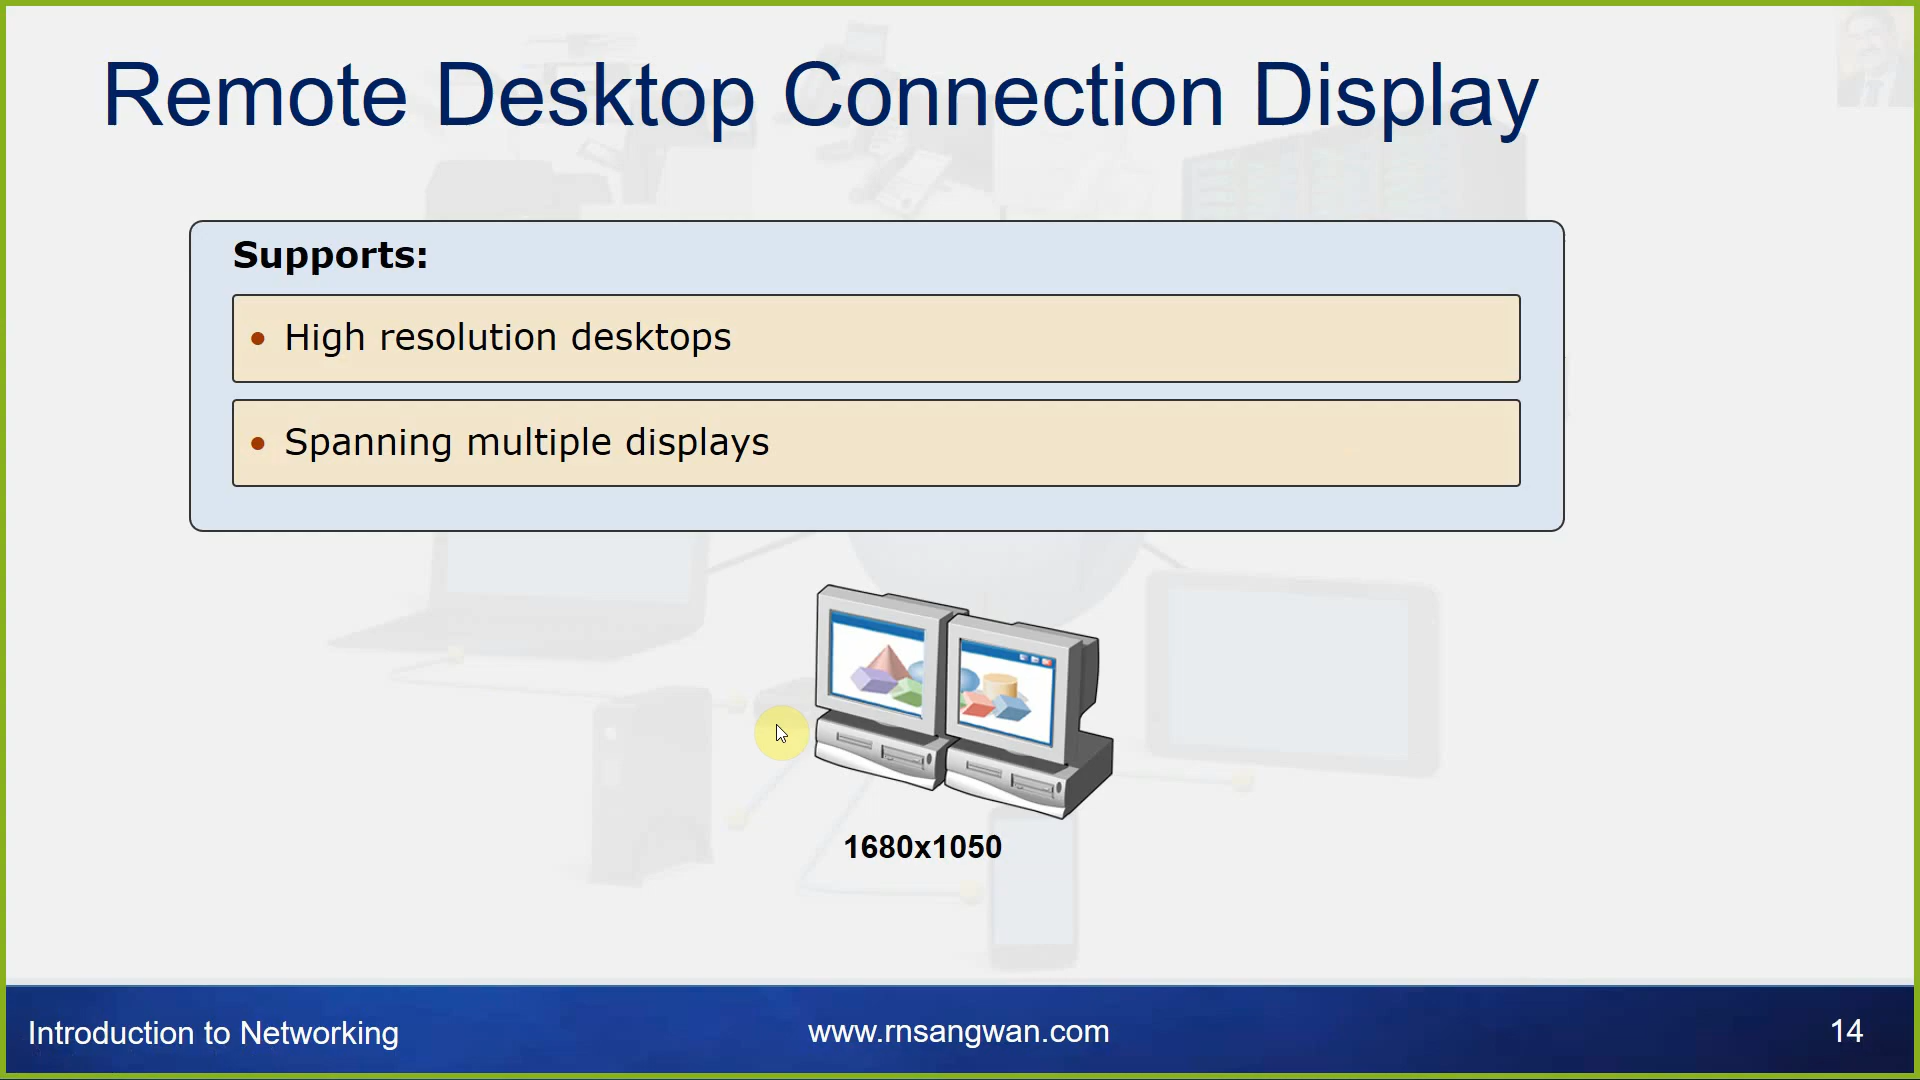 Remote Desktop Connection Display
Supports:
• High resolution desktops
• Spanning multiple displays
1680x1050
Introduction to Networking
www.rnsangwan.com
14